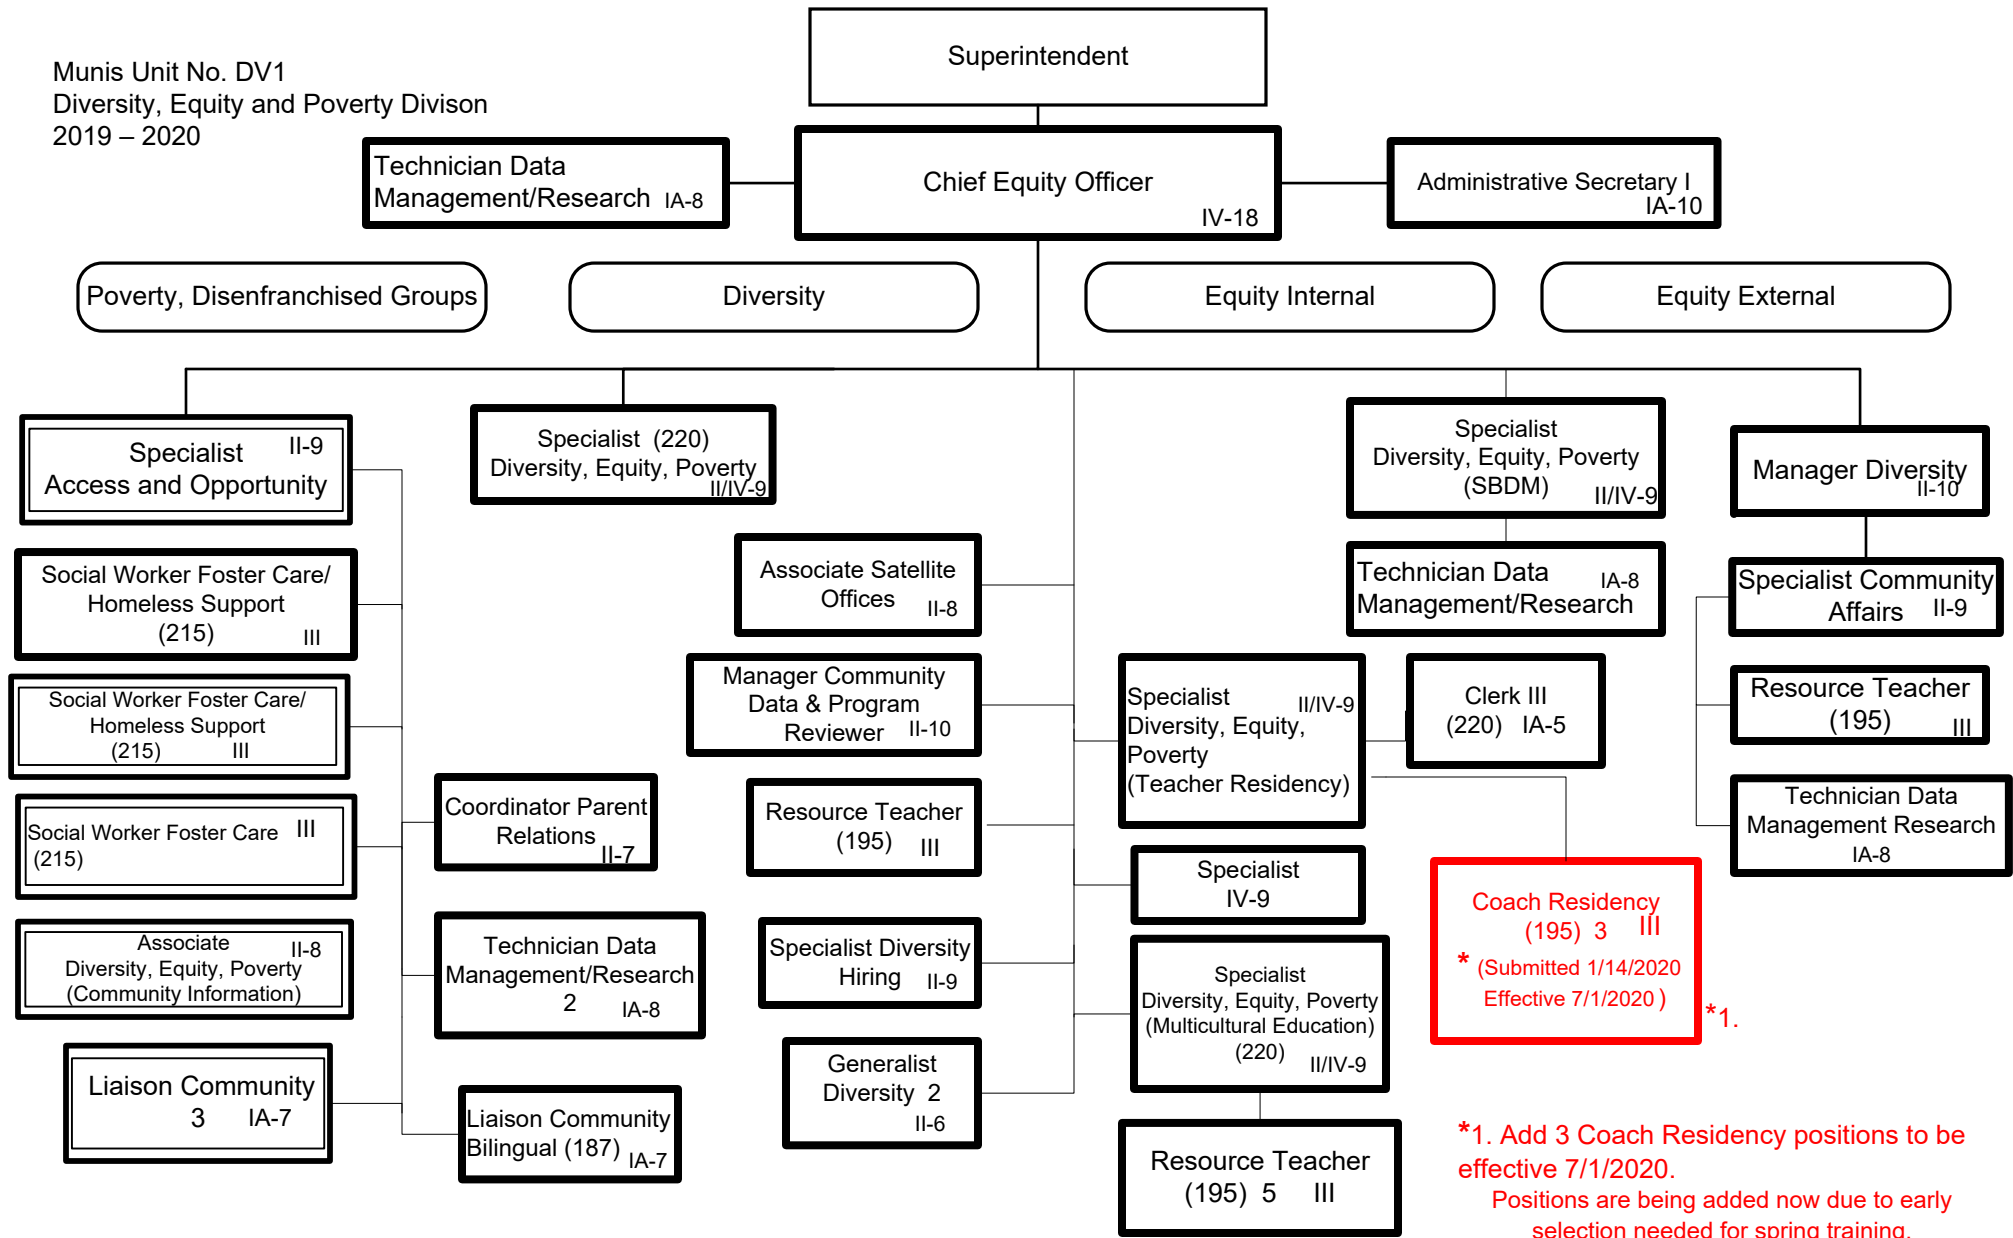 Superintendent
Munis Unit No. DV1
Diversity, Equity and Poverty Divison
2019 – 2020
Technician Data
Management/Research IA-8
Chief Equity Officer
IV-18
Administrative Secretary I
IA-10
Poverty, Disenfranchised Groups
Diversity
Equity Internal
Equity External
Specialist II-9
Access and Opportunity
Social Worker Foster Care/
Homeless Support
(215) III
Social Worker Foster Care/
Homeless Support
(215) III
Social Worker Foster Care III
(215)
Associate II-8
Diversity, Equity, Poverty
(Community Information)
Liaison Community
3 IA-7
Coordinator Parent
Relations
II-7
Technician Data
Management/Research
2 IA-8
Liaison Community
Bilingual (187) IA-7
Specialist (220)
Diversity, Equity, Poverty
II/IV-9
Associate Satellite
Offices II-8
Manager Community
Data & Program
Reviewer II-10
Resource Teacher
(195) III
Specialist Diversity
Hiring II-9
Generalist
Diversity 2
II-6
Specialist II/IV-9
Diversity, Equity,
Poverty
(Teacher Residency)
Clerk III
(220) IA-5
Specialist
IV-9
Specialist
Diversity, Equity, Poverty
(Multicultural Education)
(220) II/IV-9
Resource Teacher
(195) 5 III
Specialist
Diversity, Equity, Poverty
(SBDM) II/IV-9
Technician Data IA-8
Management/Research
Manager Diversity
II-10
Specialist Community
Affairs II-9
Resource Teacher
(195) III
Technician Data
Management Research
IA-8
Coach Residency
(195) 3 III
* (Submitted 1/14/2020
Effective 7/1/2020 )
*1.
*1. Add 3 Coach Residency positions to be
effective 7/1/2020.
Positions are being added now due to early
selection needed for spring training.